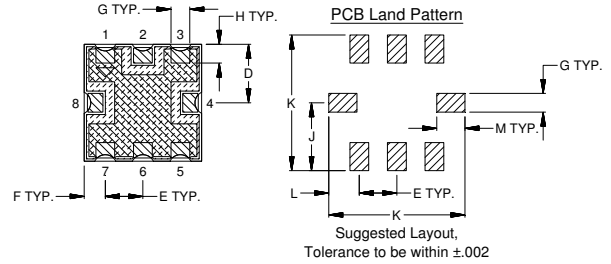 G TYP.
H TYP.
PCB Land Pattern
1 2 3
D
G TYP.
8 4
K
J
M TYP.
7 6 5
F TYP.
E TYP.
L
E TYP.
K
Suggested Layout,
Tolerance to be within ±.002